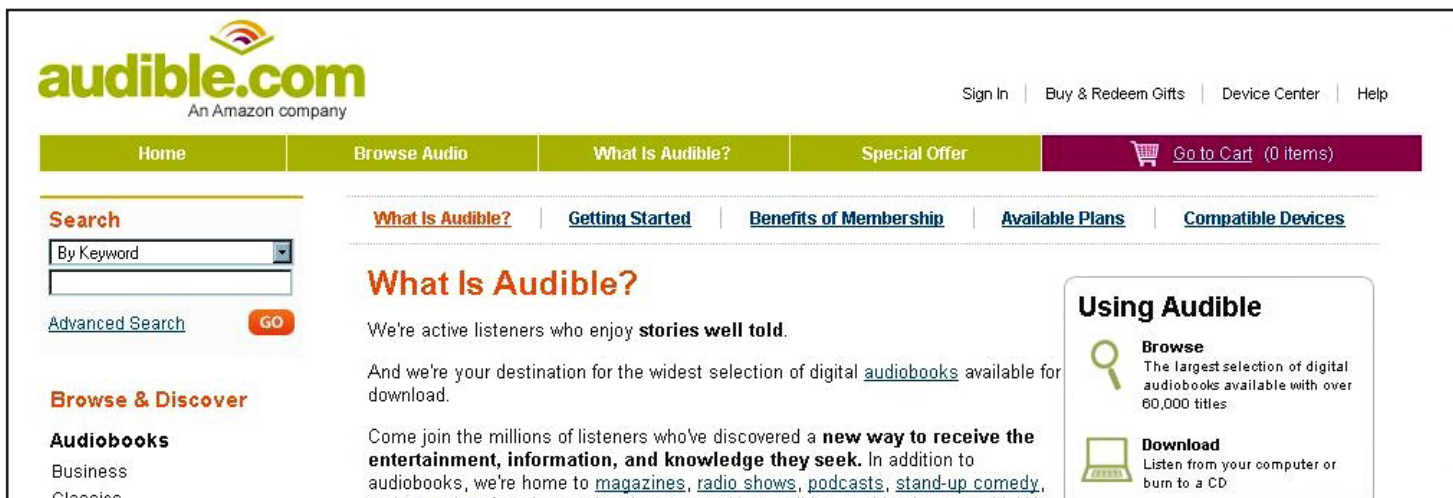 audible.com
An Amazon company
Sign In | Buy & Redeem Gifts | Device Center | Help
Home
Browse Audio
What Is Audible?
Special Offer
Go to Cart (0 items)
Search
By Keyword
Advanced Search
GO
Browse & Discover
Audiobooks
Business
Classics
What Is Audible? | Getting Started | Benefits of Membership | Available Plans | Compatible Devices
What Is Audible?
We're active listeners who enjoy stories well told.
And we're your destination for the widest selection of digital audiobooks available for
download.
Come join the millions of listeners who've discovered a new way to receive the
entertainment, information, and knowledge they seek. In addition to
audiobooks, we're home to magazines, radio shows, podcasts, stand-up comedy,
Using Audible
Browse
The largest selection of digital
audiobooks available with over
60,000 titles
Download
Listen from your computer or
burn to a CD